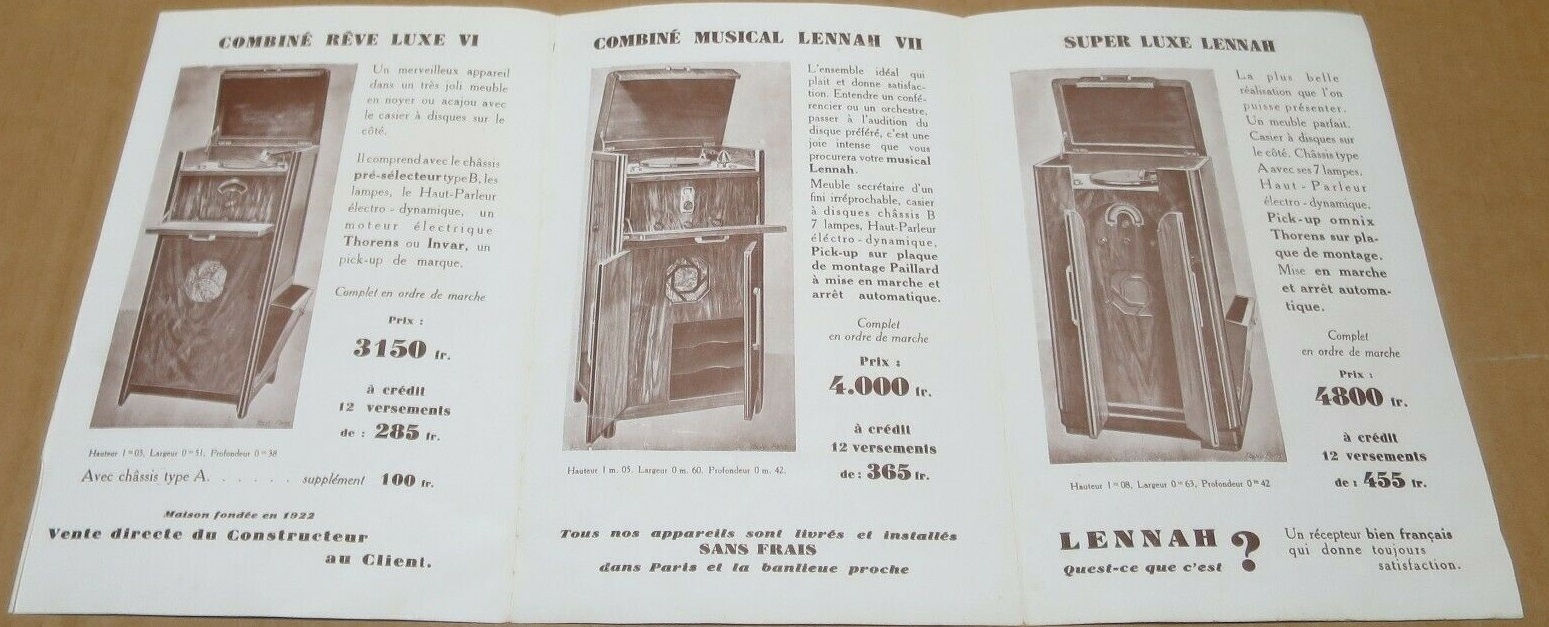 COMBINÉ RÊVE LUXE VI
Un merveilleux appareil
dans un très joli meuble
en noyer ou acajou avec
le casier à disques sur le
côté.
Il comprend avec le châssis
pré-sélecteur type B, les
lampes, le Haut-Parleur
électro-dynamique, un
moteur électrique
Thorens ou Invar, un
pick-up de marque.
Complet en ordre de marche
Prix :
3150 fr.
à crédit
12 versements
de : 285 fr.
Hauteur 1m03, Largeur 0m51, Profondeur 0m38
Avec châssis type A. . . . . . supplément 100 fr.
Maison fondée en 1922
Vente directe du Constructeur
au Client.
COMBINÉ MUSICAL LENNAH VII
L'ensemble idéal qui
plait et donne satisfac-
tion. Entendre un confé-
rencier ou un orchestre,
passer à l'audition du
disque préféré, c'est une
joie intense que vous
procurera votre musical
Lennah.
Meuble secrétaire d'un
fini irréprochable, casier
à disques châssis B
7 lampes, Haut-Parleur
éléctro-dynamique,
Pick-up sur plaque
de montage Paillard
à mise en marche et
arrêt automatique.
Complet
en ordre de marche
Prix :
4.000 fr.
à crédit
12 versements
de : 365 fr.
Hauteur 1 m. 05, Largeur 0 m. 60, Profondeur 0 m. 42.
Tous nos appareils sont livrés et installés
SANS FRAIS
dans Paris et la banlieue proche
SUPER LUXE LENNAH
La plus belle
réalisation que l'on
puisse présenter.
Un meuble parfait.
Casier à disques sur
le côté. Châssis type
A avec ses 7 lampes,
Haut-Parleur
électro-dynamique,
Pick-up omnix
Thorens sur pla-
que de montage.
Mise en marche
et arrêt automa-
tique.
Complet
en ordre de marche
Prix :
4800 fr.
à crédit
12 versements
de : 455 fr.
Hauteur 1m08, Largeur 0m63, Profondeur 0m42
LENNAH ?
Quest-ce que c'est
Un récepteur bien français
qui donne toujours
satisfaction.